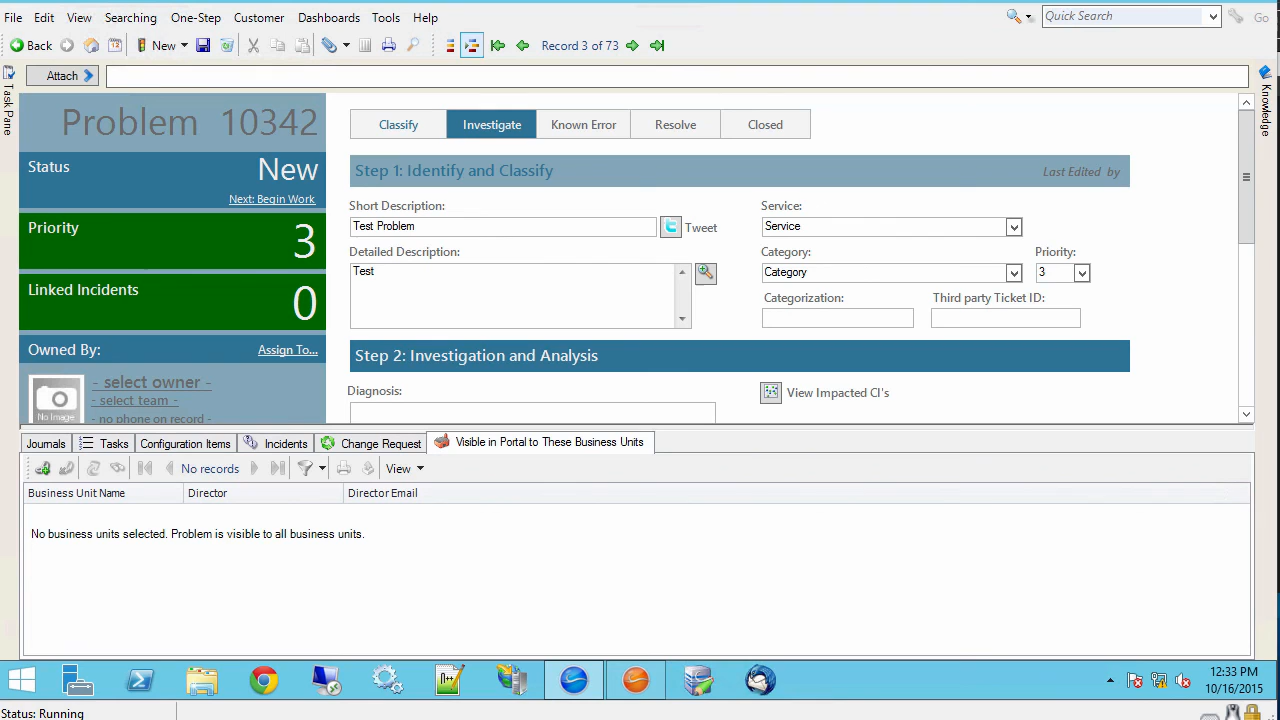 File Edit View Searching One-Step Customer Dashboards Tools Help
Quick Search Go
Back New Record 3 of 73
Attach
Task Pane
Knowledge
Problem 10342
Status New
Next: Begin Work
Priority 3
Linked Incidents 0
Owned By: Assign To...
No Image
- select owner -
- select team -
- no phone on record -
Classify Investigate Known Error Resolve Closed
Step 1: Identify and Classify Last Edited by
Short Description: Service:
Test Problem Tweet Service
Detailed Description: Category: Priority:
Test Category 3
Categorization: Third party Ticket ID:
Step 2: Investigation and Analysis
Diagnosis: View Impacted CI's
Journals Tasks Configuration Items Incidents Change Request Visible in Portal to These Business Units
No records View
Business Unit Name Director Director Email
No business units selected. Problem is visible to all business units.
12:33 PM
10/16/2015
Status: Running